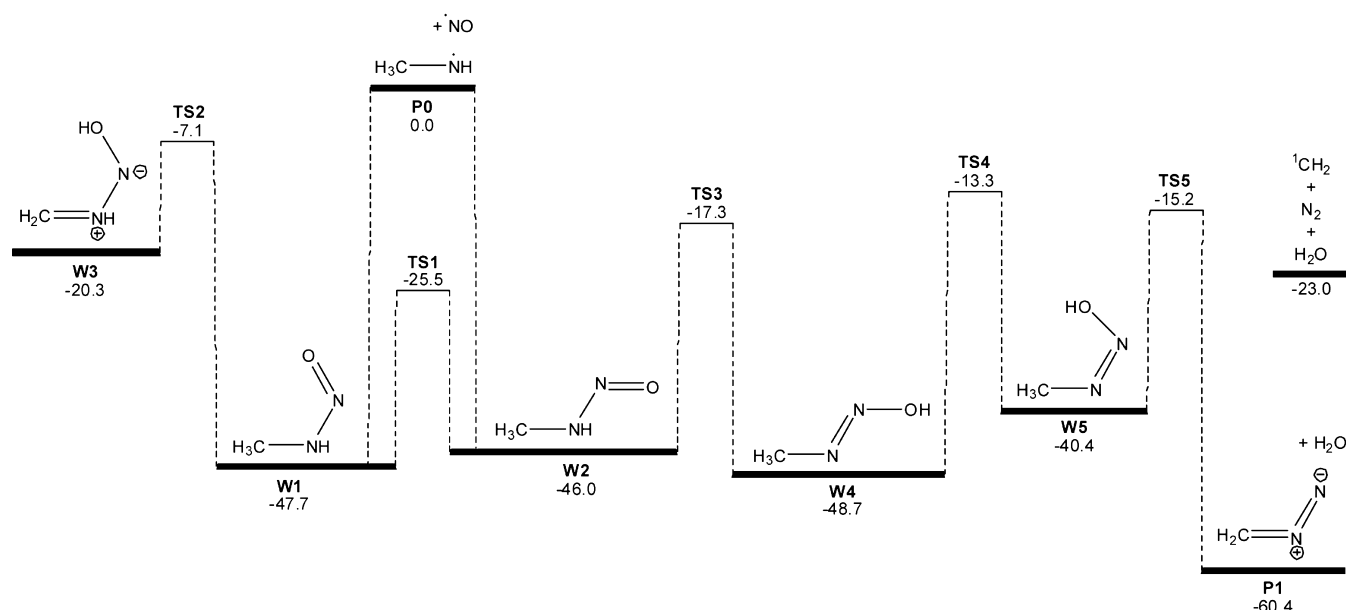 + ˙NO
H₃C ṄH
P0
0.0
TS2
-7.1
HO
N ⊖
H₂C NH
⊕
W3
-20.3
TS1
-25.5
O
N
H₃C NH
W1
-47.7
N O
H₃C NH
W2
-46.0
TS3
-17.3
N OH
H₃C N
W4
-48.7
TS4
-13.3
HO
N
H₃C N
W5
-40.4
TS5
-15.2
¹CH₂
+
N₂
+
H₂O
-23.0
+ H₂O
⊖
N
H₂C N
⊕
P1
-60.4